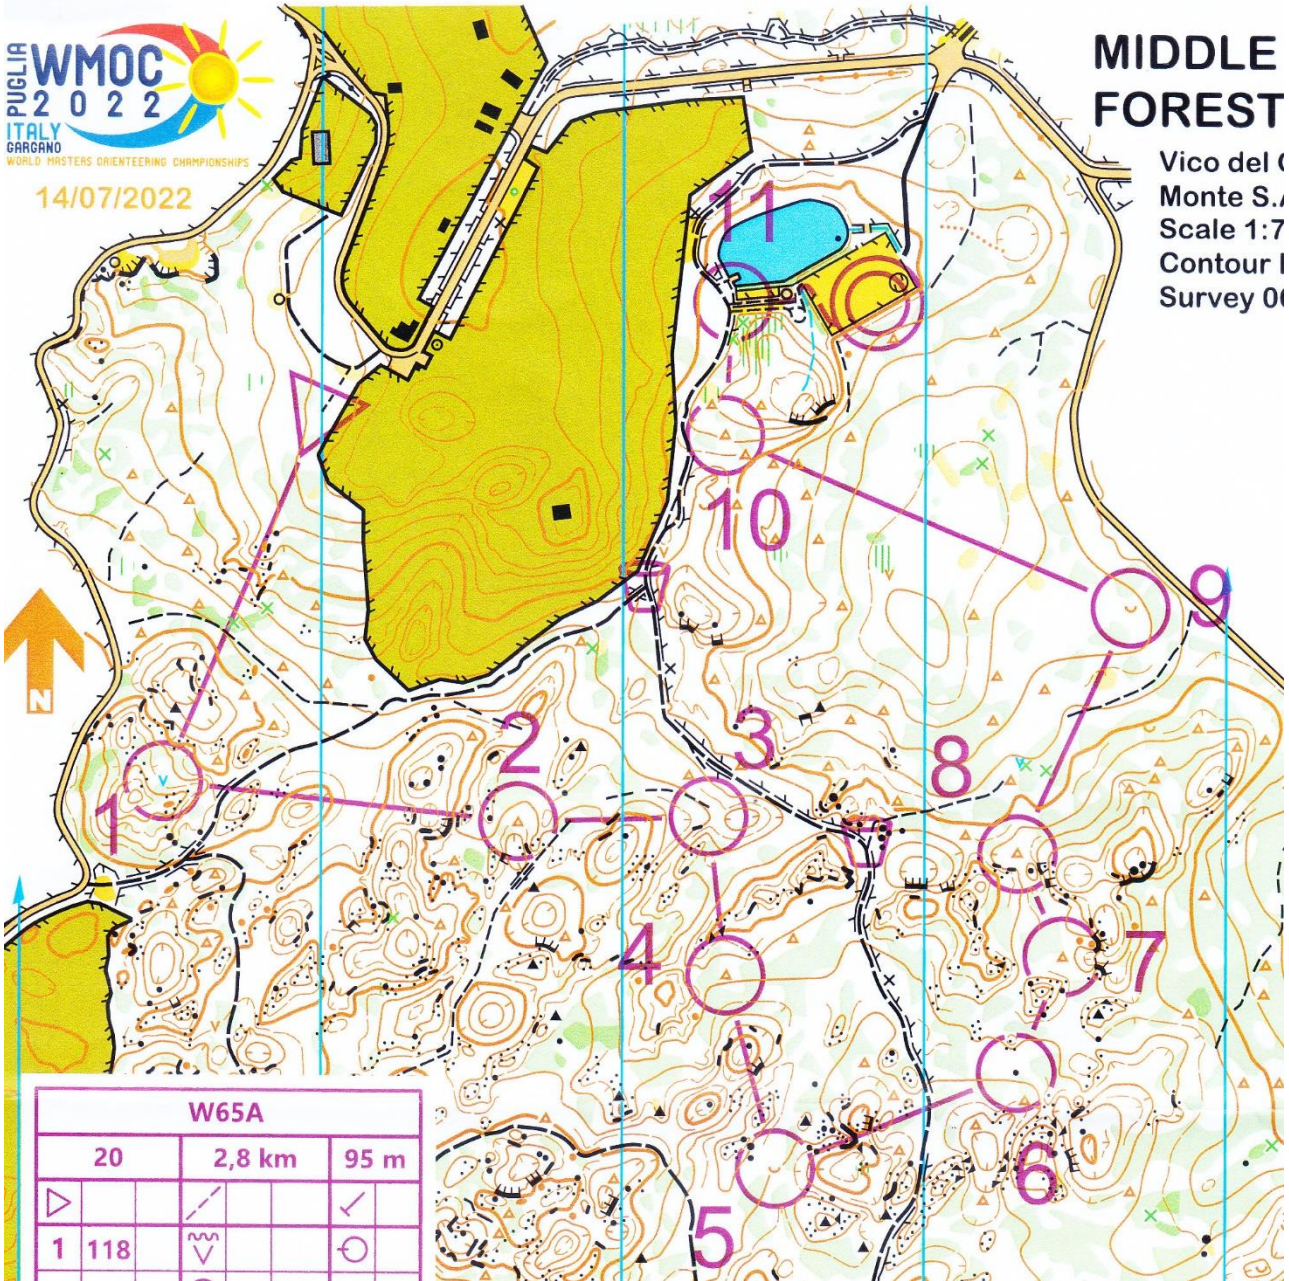 PUGLIA
WMOC
2022
ITALY
GARGANO
WORLD MASTERS ORIENTEERING CHAMPIONSHIPS
14/07/2022
MIDDLE
FOREST
Vico del
Monte S.
Scale 1:7
Contour
Survey 0
11
10
9
2
3
8
1
4
7
6
5
N
W65A
20 2,8 km 95 m
1 118